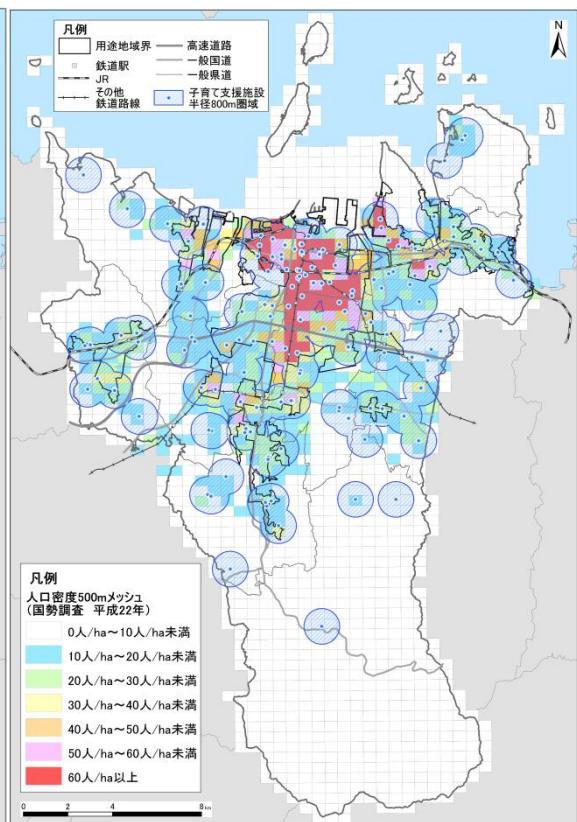 凡例
用途地域界
鉄道駅
JR
その他
鉄道路線
高速道路
一般国道
一般県道
子育て支援施設
半径800m圏域
N
凡例
人口密度500mメッシュ
(国勢調査 平成22年)
0人/ha~10人/ha未満
10人/ha~20人/ha未満
20人/ha~30人/ha未満
30人/ha~40人/ha未満
40人/ha~50人/ha未満
50人/ha~60人/ha未満
60人/ha以上
0 2 4 8 km